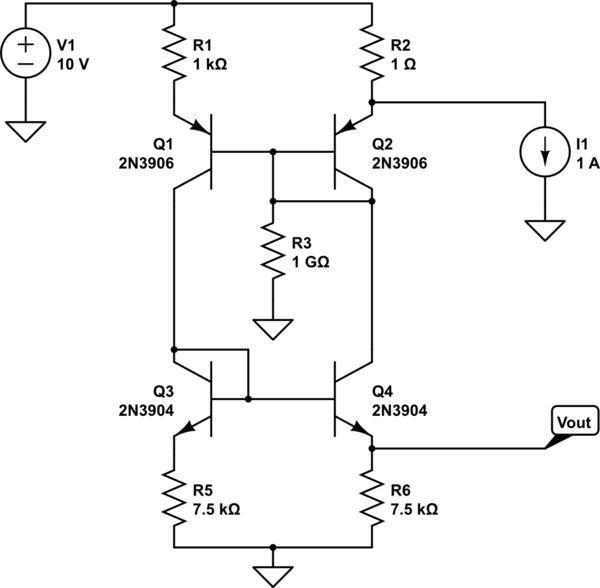 V1
10 V
R1
1 kΩ
R2
1 Ω
Q1
2N3906
Q2
2N3906
I1
1 A
R3
1 GΩ
Q3
2N3904
Q4
2N3904
Vout
R5
7.5 kΩ
R6
7.5 kΩ